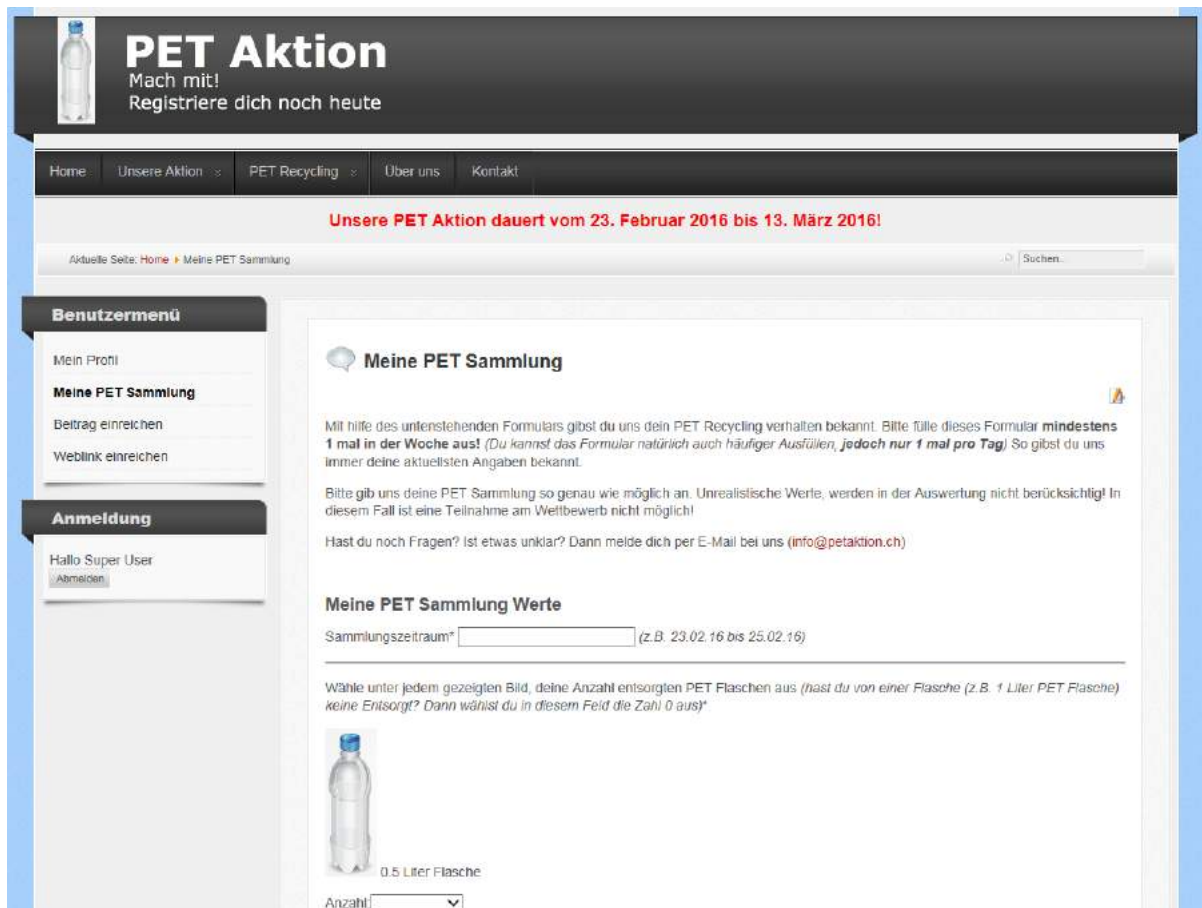 PET Aktion
Mach mit!
Registriere dich noch heute
Home Unsere Aktion PET Recycling Über uns Kontakt
Unsere PET Aktion dauert vom 23. Februar 2016 bis 13. März 2016!
Aktuelle Seite: Home Meine PET Sammlung
Suchen...
Benutzermenü
Mein Profil
Meine PET Sammlung
Beitrag einreichen
Weblink einreichen
Anmeldung
Hallo Super User
Abmelden
Meine PET Sammlung
Mit hilfe des untenstehenden Formulars gibst du uns dein PET Recycling verhalten bekannt. Bitte fülle dieses Formular mindestens
1 mal in der Woche aus! (Du kannst das Formular natürlich auch häufiger Ausfüllen, jedoch nur 1 mal pro Tag) So gibst du uns
immer deine aktuellsten Angaben bekannt.
Bitte gib uns deine PET Sammlung so genau wie möglich an. Unrealistische Werte, werden in der Auswertung nicht berücksichtig! In
diesem Fall ist eine Teilnahme am Wettbewerb nicht möglich!
Hast du noch Fragen? Ist etwas unklar? Dann melde dich per E-Mail bei uns (info@petaktion.ch)
Meine PET Sammlung Werte
Sammlungszeitraum* (z.B. 23.02.16 bis 25.02.16)
Wähle unter jedem gezeigten Bild, deine Anzahl entsorgten PET Flaschen aus (hast du von einer Flasche (z.B. 1 Liter PET Flasche)
keine Entsorgt? Dann wählst du in diesem Feld die Zahl 0 aus)*
0.5 Liter Flasche
Anzahl: